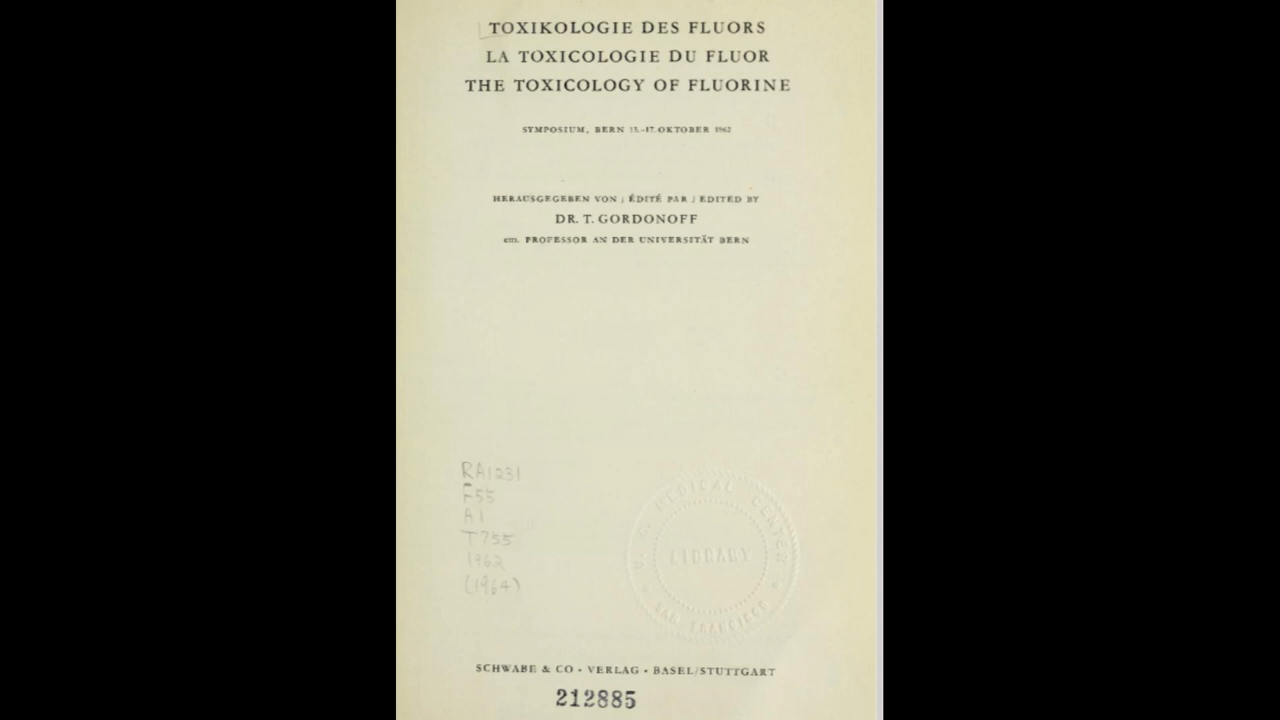 TOXIKOLOGIE DES FLUORS
LA TOXICOLOGIE DU FLUOR
THE TOXICOLOGY OF FLUORINE
SYMPOSIUM, BERN 15.-17. OKTOBER 1962
HERAUSGEGEBEN VON / ÉDITÉ PAR / EDITED BY
DR. T. GORDONOFF
em. PROFESSOR AN DER UNIVERSITÄT BERN
RA1231
F55
A1
T755
1962
(1964)
U. C. MEDICAL CENTER
LIBRARY
SAN FRANCISCO
SCHWABE & CO • VERLAG • BASEL/STUTTGART
212885